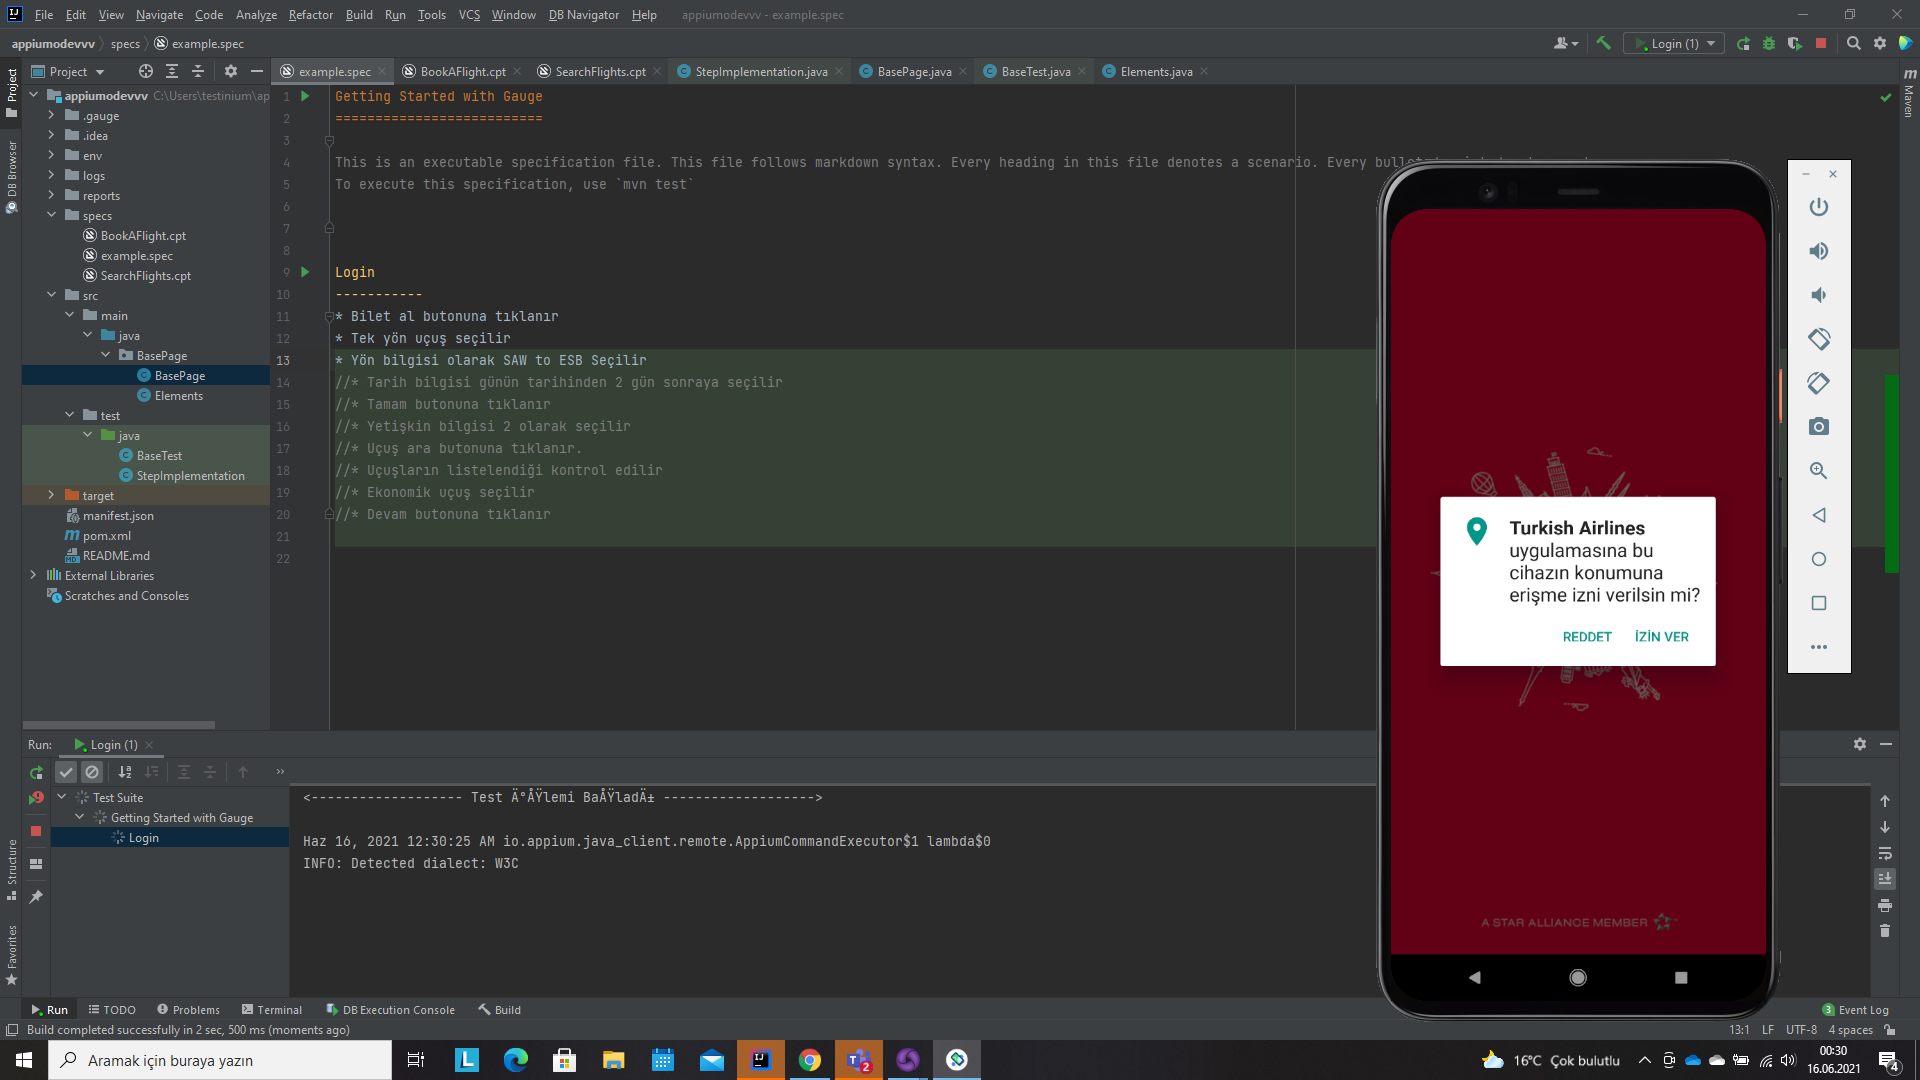 File Edit View Navigate Code Analyze Refactor Build Run Tools VCS Window DB Navigator Help appiumodevvv - example.spec
appiumodevvv specs example.spec
Login (1)
Project
example.spec BookAFlight.cpt SearchFlights.cpt StepImplementation.java BasePage.java BaseTest.java Elements.java
Project
DB Browser
Structure
Favorites
m
Maven
appiumodevvv C:\Users\testinium\ap
.gauge
.idea
env
logs
reports
specs
BookAFlight.cpt
example.spec
SearchFlights.cpt
src
main
java
BasePage
BasePage
Elements
test
java
BaseTest
StepImplementation
target
manifest.json
pom.xml
README.md
External Libraries
Scratches and Consoles
1 Getting Started with Gauge
2 ==========================
3
4 This is an executable specification file. This file follows markdown syntax. Every heading in this file denotes a scenario. Every
5 To execute this specification, use `mvn test`
6
7
8
9 Login
10 -----------
11 * Bilet al butonuna tıklanır
12 * Tek yön uçuş seçilir
13 * Yön bilgisi olarak SAW to ESB Seçilir
14 //* Tarih bilgisi günün tarihinden 2 gün sonraya seçilir
15 //* Tamam butonuna tıklanır
16 //* Yetişkin bilgisi 2 olarak seçilir
17 //* Uçuş ara butonuna tıklanır.
18 //* Uçuşların listelendiği kontrol edilir
19 //* Ekonomik uçuş seçilir
20 //* Devam butonuna tıklanır
21
22
Turkish Airlines
uygulamasına bu
cihazın konumuna
erişme izni verilsin mi?
REDDET İZİN VER
A STAR ALLIANCE MEMBER
Run: Login (1)
Test Suite
Getting Started with Gauge
Login
<------------------- Test Ä°ÅŸlemi BaÅŸladÄ± ------------------->
Haz 16, 2021 12:30:25 AM io.appium.java_client.remote.AppiumCommandExecutor$1 lambda$0
INFO: Detected dialect: W3C
Run TODO Problems Terminal DB Execution Console Build 3 Event Log
Build completed successfully in 2 sec, 500 ms (moments ago) 13:1 LF UTF-8 4 spaces
Aramak için buraya yazın
L
2
16°C Çok bulutlu
00:30
16.06.2021
4